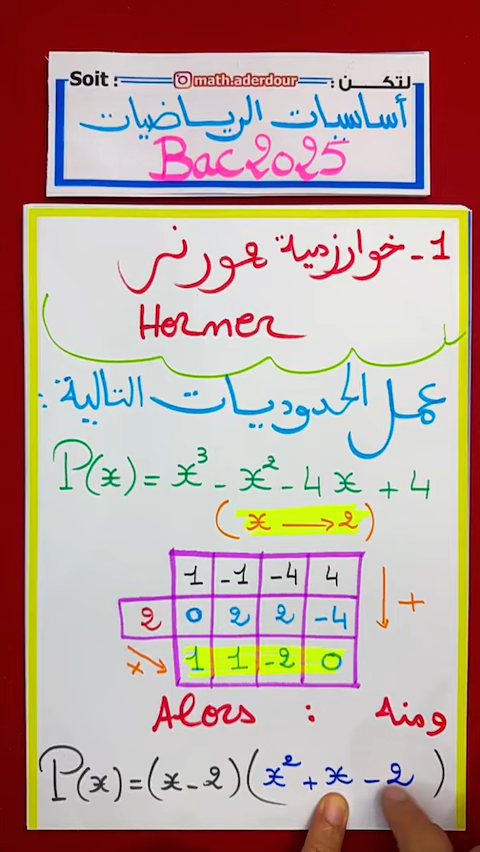 Soit : math.aderdour لتكن :
أساسيات الرياضيات
Bac2025
1- خوارزمية هورنر
Horner
عمل الحدوديات التالية :
P(x) = x³ - x² - 4x + 4
(x → 2)
1 -1 -4 4
2 0 2 2 -4 ↓ +
× ↘ 1 1 -2 0
Alors : ومنه
P(x) = (x - 2)(x² + x - 2)